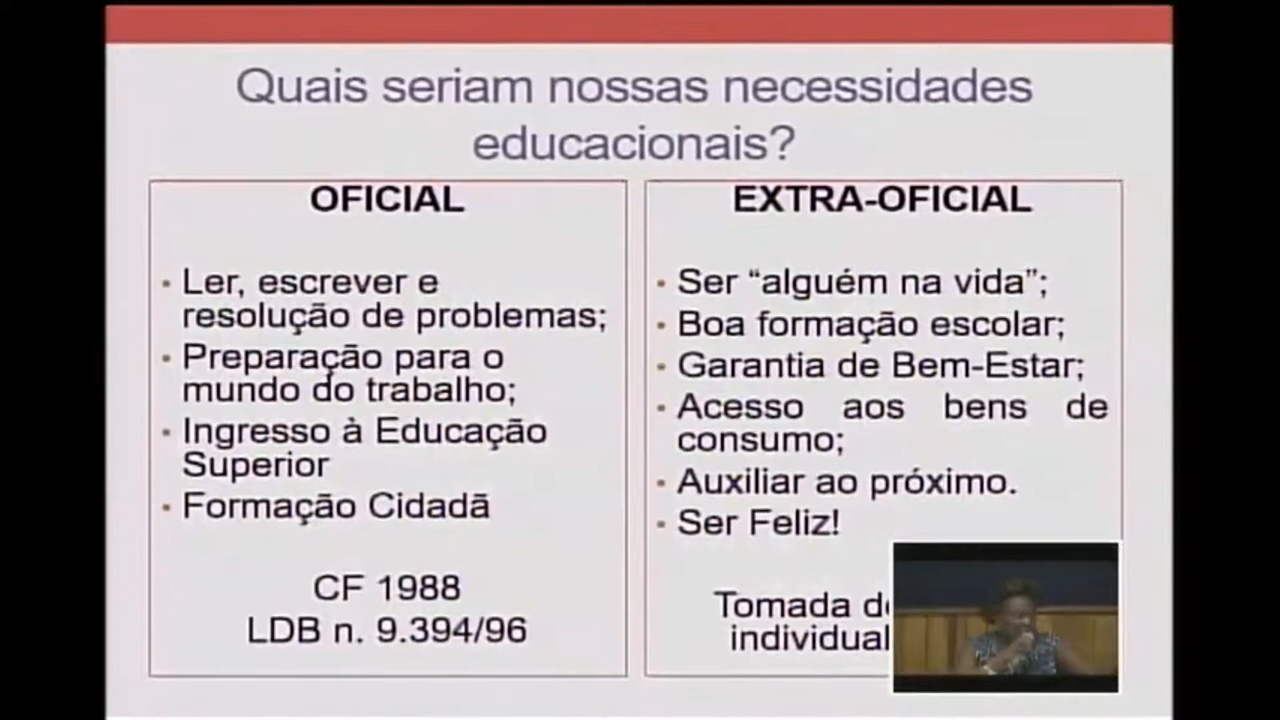 Quais seriam nossas necessidades
educacionais?
OFICIAL
• Ler, escrever e
resolução de problemas;
• Preparação para o
mundo do trabalho;
• Ingresso à Educação
Superior
• Formação Cidadã
CF 1988
LDB n. 9.394/96
EXTRA-OFICIAL
• Ser “alguém na vida”;
• Boa formação escolar;
• Garantia de Bem-Estar;
• Acesso aos bens de
consumo;
• Auxiliar ao próximo.
• Ser Feliz!
Tomada
individual